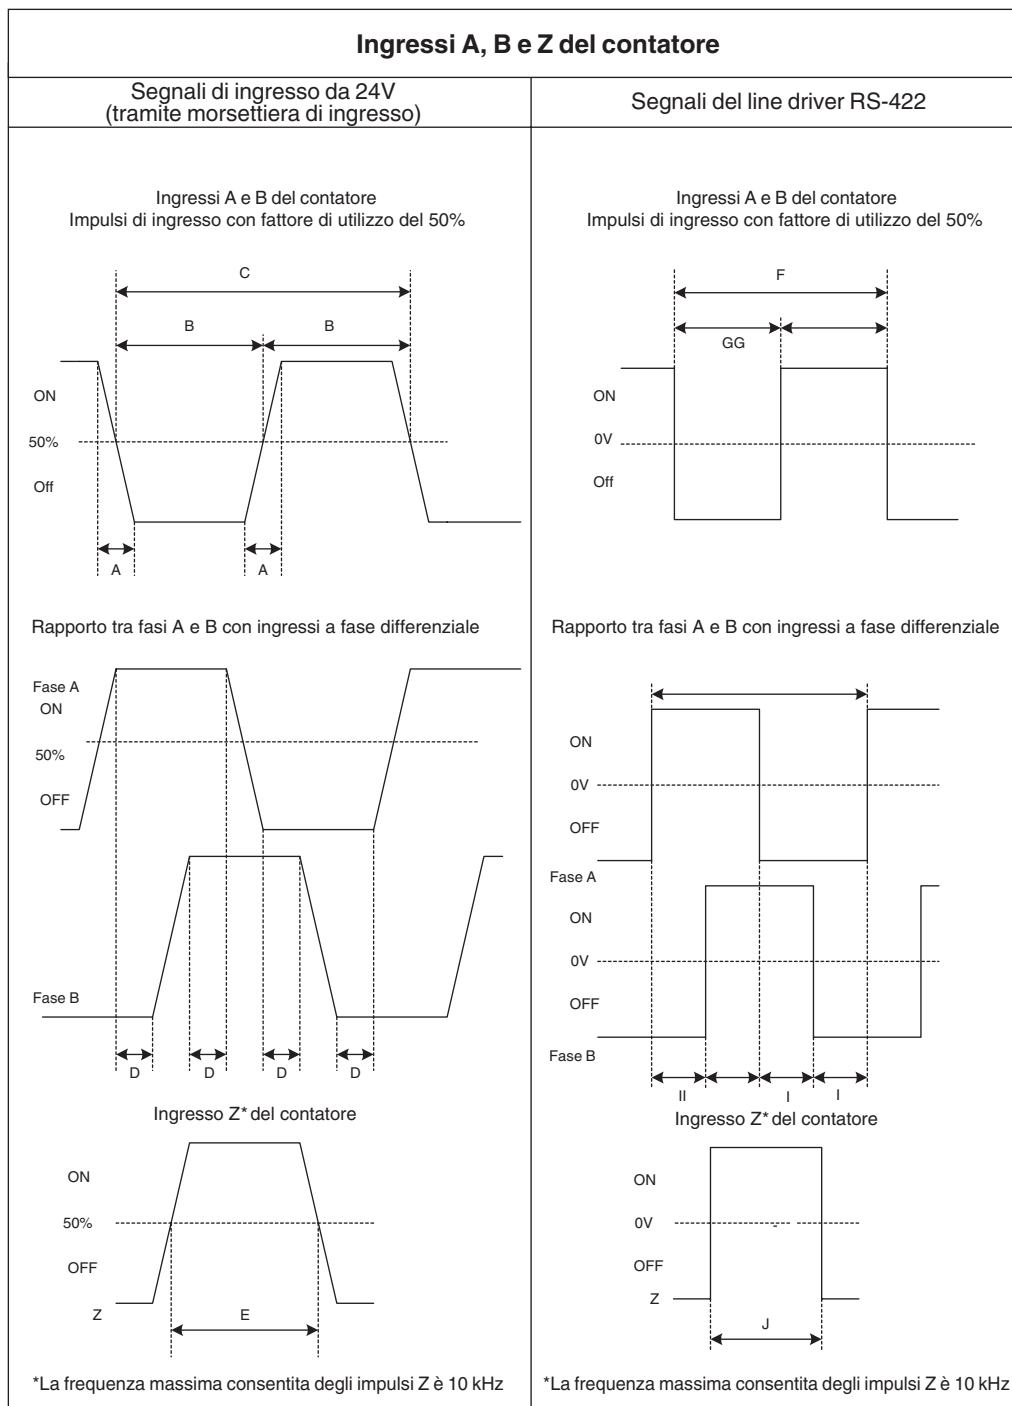 Ingressi A, B e Z del contatore
Segnali di ingresso da 24V
(tramite morsettiera di ingresso)
Segnali del line driver RS-422
Ingressi A e B del contatore
Impulsi di ingresso con fattore di utilizzo del 50%
C
B
B
ON
50%
Off
A
A
Rapporto tra fasi A e B con ingressi a fase differenziale
Fase A
ON
50%
OFF
Fase B
D
D
D
D
Ingresso Z* del contatore
ON
50%
OFF
Z
E
*La frequenza massima consentita degli impulsi Z è 10 kHz
Ingressi A e B del contatore
Impulsi di ingresso con fattore di utilizzo del 50%
F
GG
ON
0V
Off
Rapporto tra fasi A e B con ingressi a fase differenziale
ON
0V
OFF
Fase A
ON
0V
OFF
Fase B
II
I
I
Ingresso Z* del contatore
ON
0V
OFF
Z
J
*La frequenza massima consentita degli impulsi Z è 10 kHz